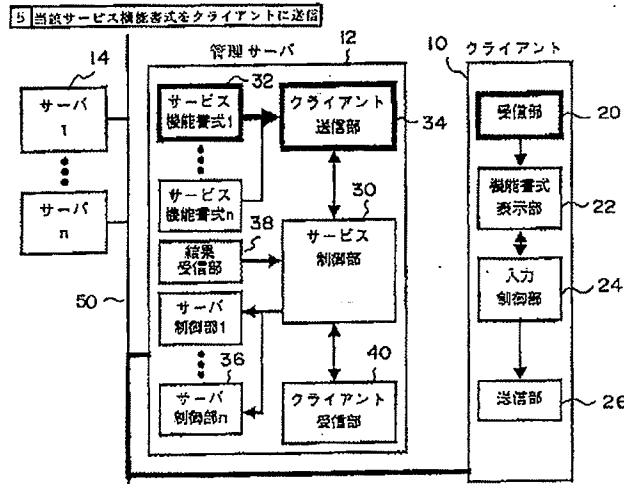 5 当該サービス機能書式をクライアントに送信
管理サーバ
12
クライアント
10
14
サーバ
1
サーバ
n
50
32
サービス
機能書式1
サービス
機能書式n
38
結果
受信部
サーバ
制御部1
36
サーバ
制御部n
クライアント
送信部
34
30
サービス
制御部
40
クライアント
受信部
受信部
20
機能書式
表示部
22
入力
制御部
24
送信部
26